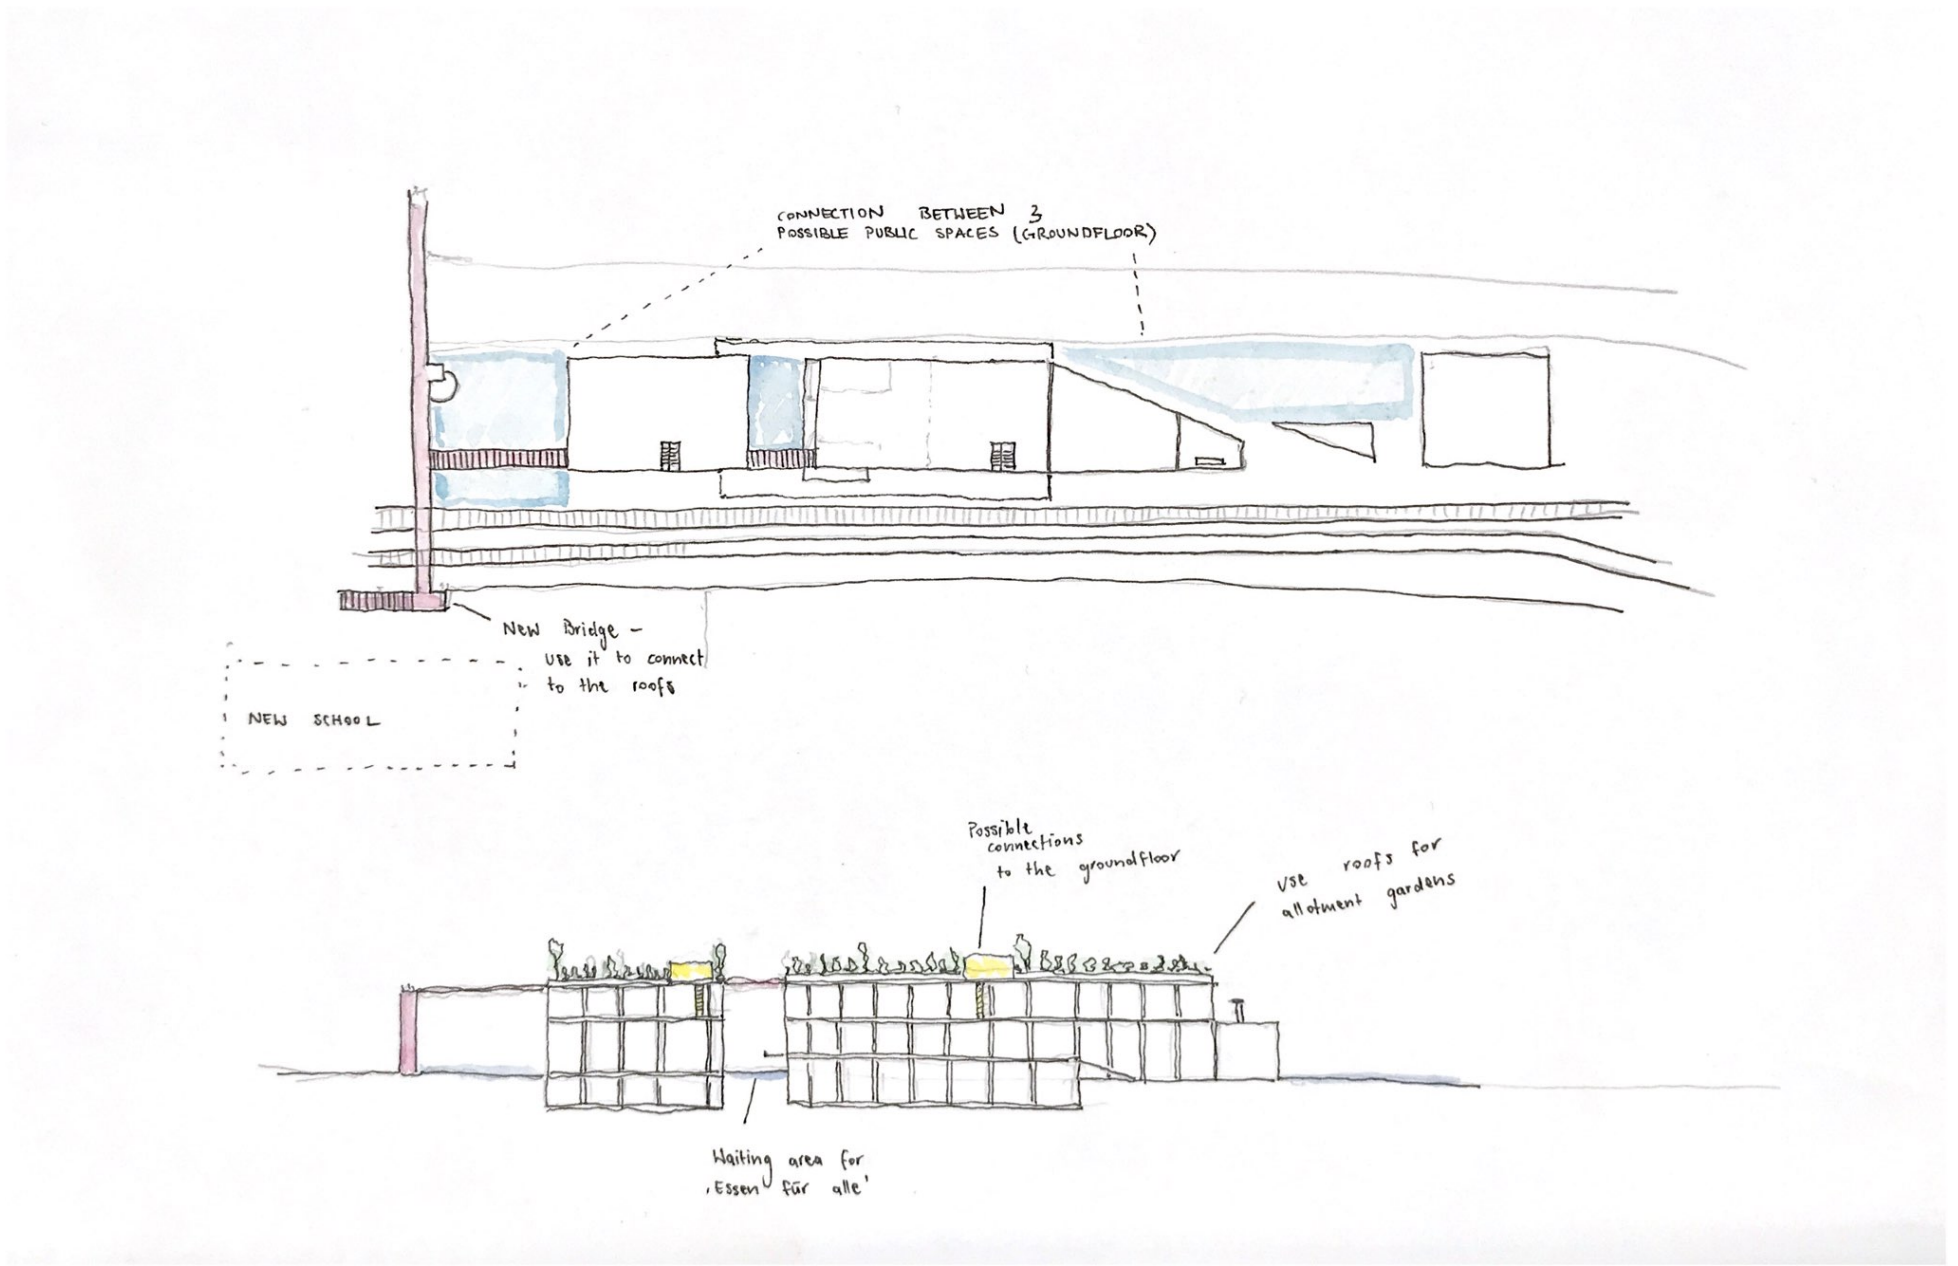 CONNECTION BETWEEN 3
POSSIBLE PUBLIC SPACES (GROUNDFLOOR)
New Bridge -
use it to connect
to the roofs
NEW SCHOOL
Possible
connections
to the groundfloor
use roofs for
allotment gardens
Waiting area for
‚Essen für alle'